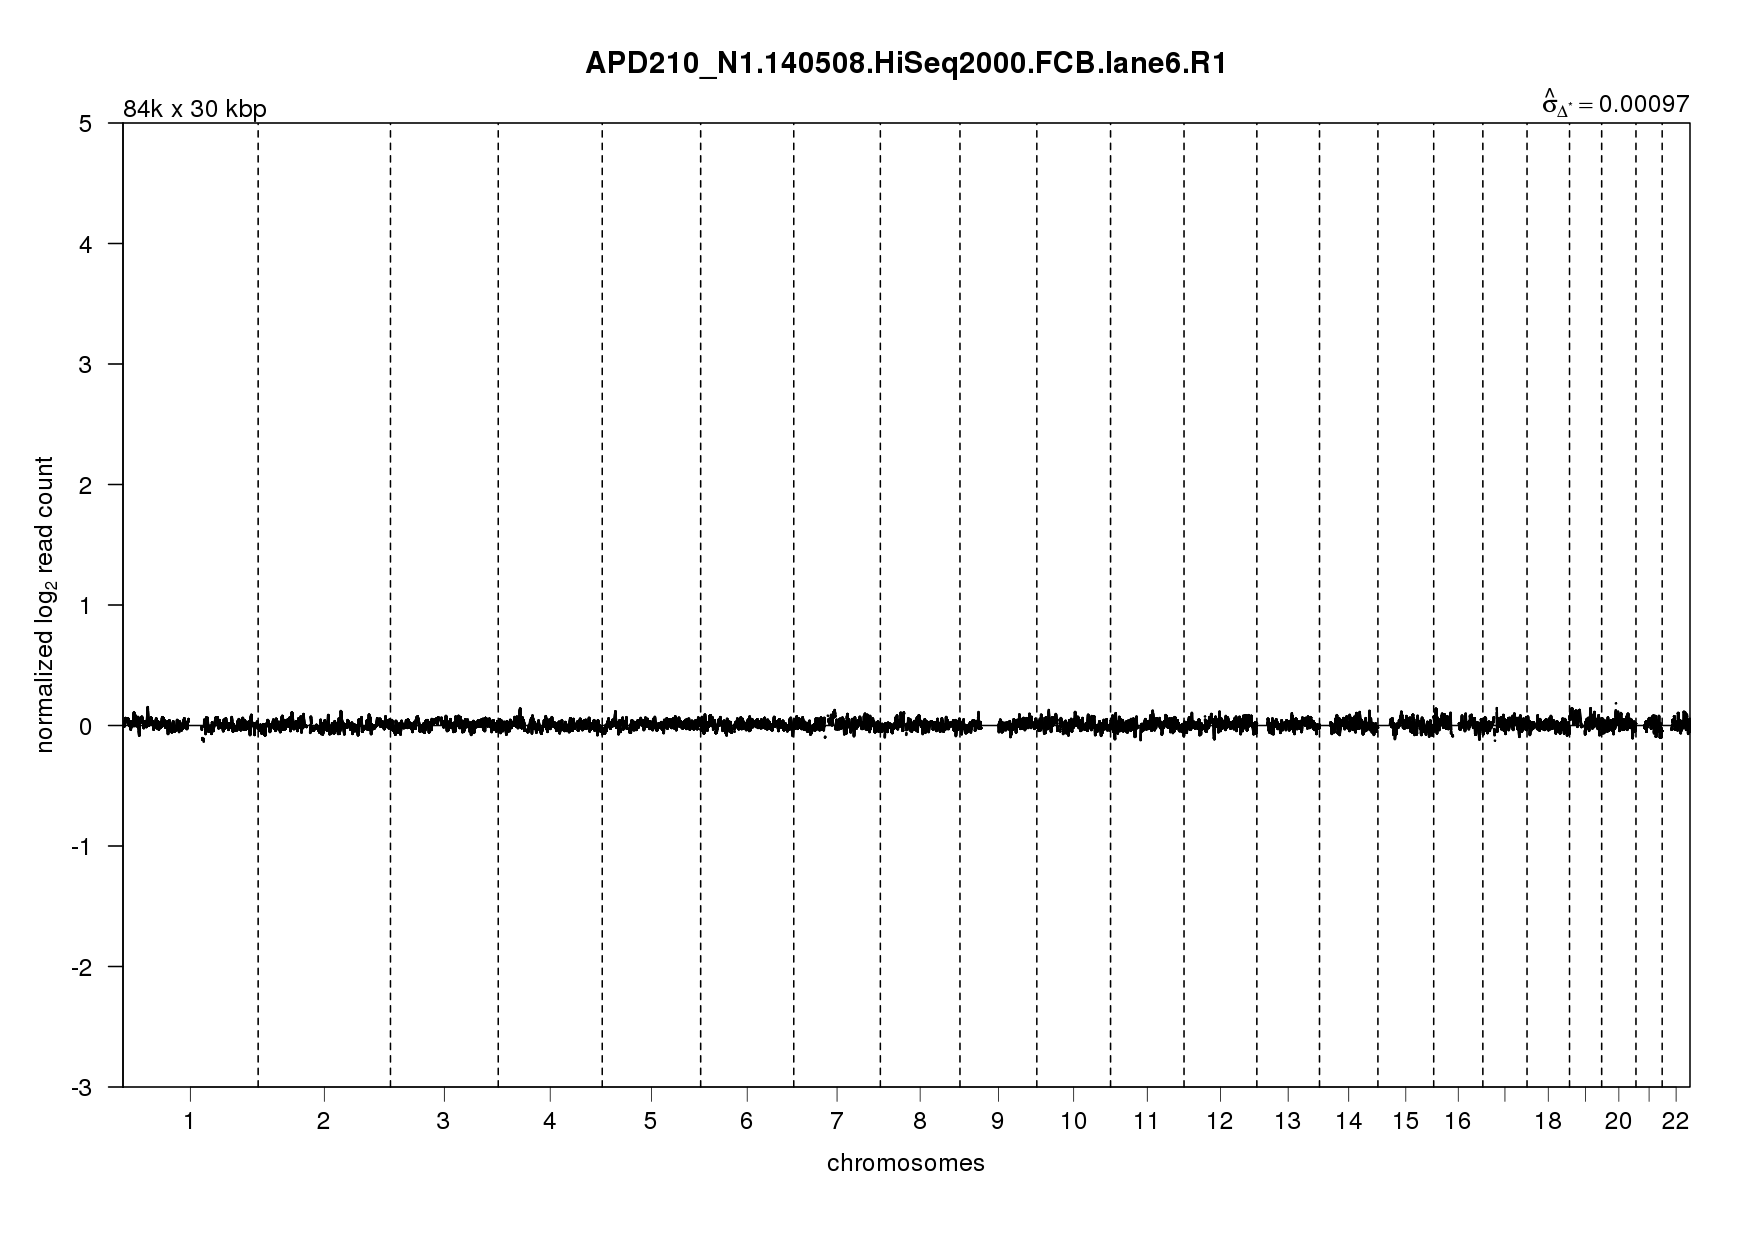 APD210_N1.140508.HiSeq2000.FCB.lane6.R1
84k x 30 kbp
σ̂Δ* = 0.00097
5
4
3
2
1
0
-1
-2
-3
normalized log2 read count
1 2 3 4 5 6 7 8 9 10 11 12 13 14 15 16 18 20 22
chromosomes